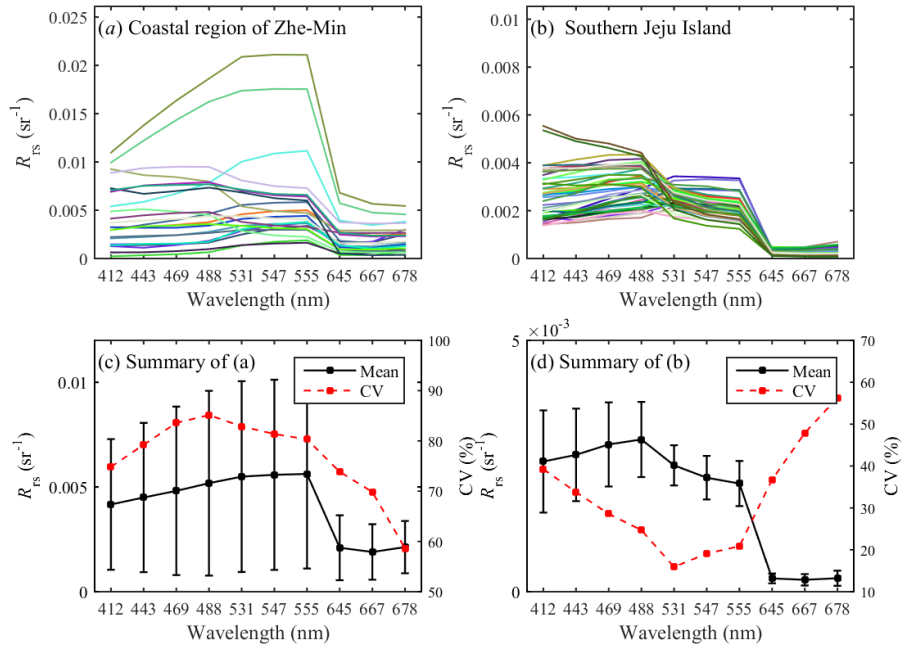 (a) Coastal region of Zhe-Min
0.025
0.02
0.015
0.01
0.005
0
Rrs (sr⁻¹)
412 443 469 488 531 547 555 645 667 678
Wavelength (nm)
(b) Southern Jeju Island
0.01
0.008
0.006
0.004
0.002
0
Rrs (sr⁻¹)
412 443 469 488 531 547 555 645 667 678
Wavelength (nm)
(c) Summary of (a)
Mean
CV
0.01
0.005
0
Rrs (sr⁻¹)
100
90
80
70
60
50
CV (%)
412 443 469 488 531 547 555 645 667 678
Wavelength (nm)
×10⁻³
(d) Summary of (b)
Mean
CV
5
0
Rrs (sr⁻¹)
70
60
50
40
30
20
10
CV (%)
412 443 469 488 531 547 555 645 667 678
Wavelength (nm)